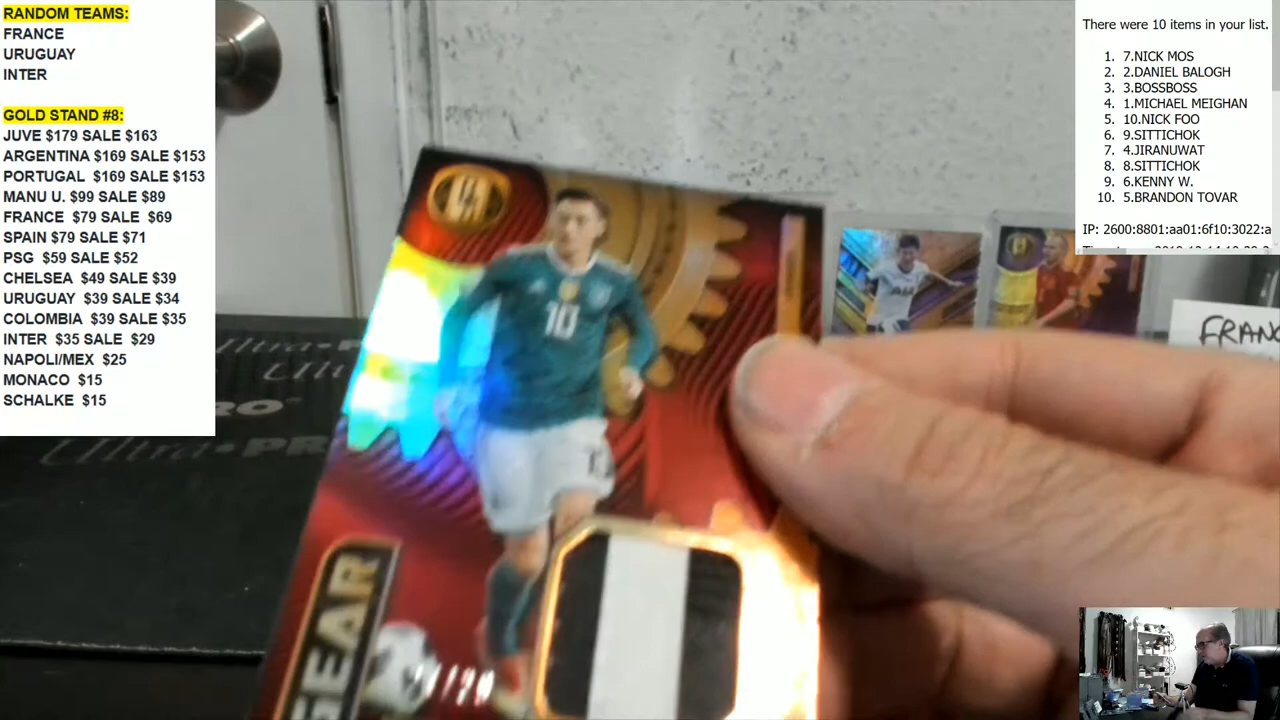 RANDOM TEAMS:
FRANCE
URUGUAY
INTER
GOLD STAND #8:
JUVE $179 SALE $163
ARGENTINA $169 SALE $153
PORTUGAL $169 SALE $153
MANU U. $99 SALE $89
FRANCE $79 SALE $69
SPAIN $79 SALE $71
PSG $59 SALE $52
CHELSEA $49 SALE $39
URUGUAY $39 SALE $34
COLOMBIA $39 SALE $35
INTER $35 SALE $29
NAPOLI/MEX $25
MONACO $15
SCHALKE $15
There were 10 items in your list.
1. 7.NICK MOS
2. 2.DANIEL BALOGH
3. 3.BOSSBOSS
4. 1.MICHAEL MEIGHAN
5. 10.NICK FOO
6. 9.SITTICHOK
7. 4.JIRANUWAT
8. 8.SITTICHOK
9. 6.KENNY W.
10. 5.BRANDON TOVAR
IP: 2600:8801:aa01:6f10:3022:a
10
GEAR
FRANC
Ultra
Ultra-PR